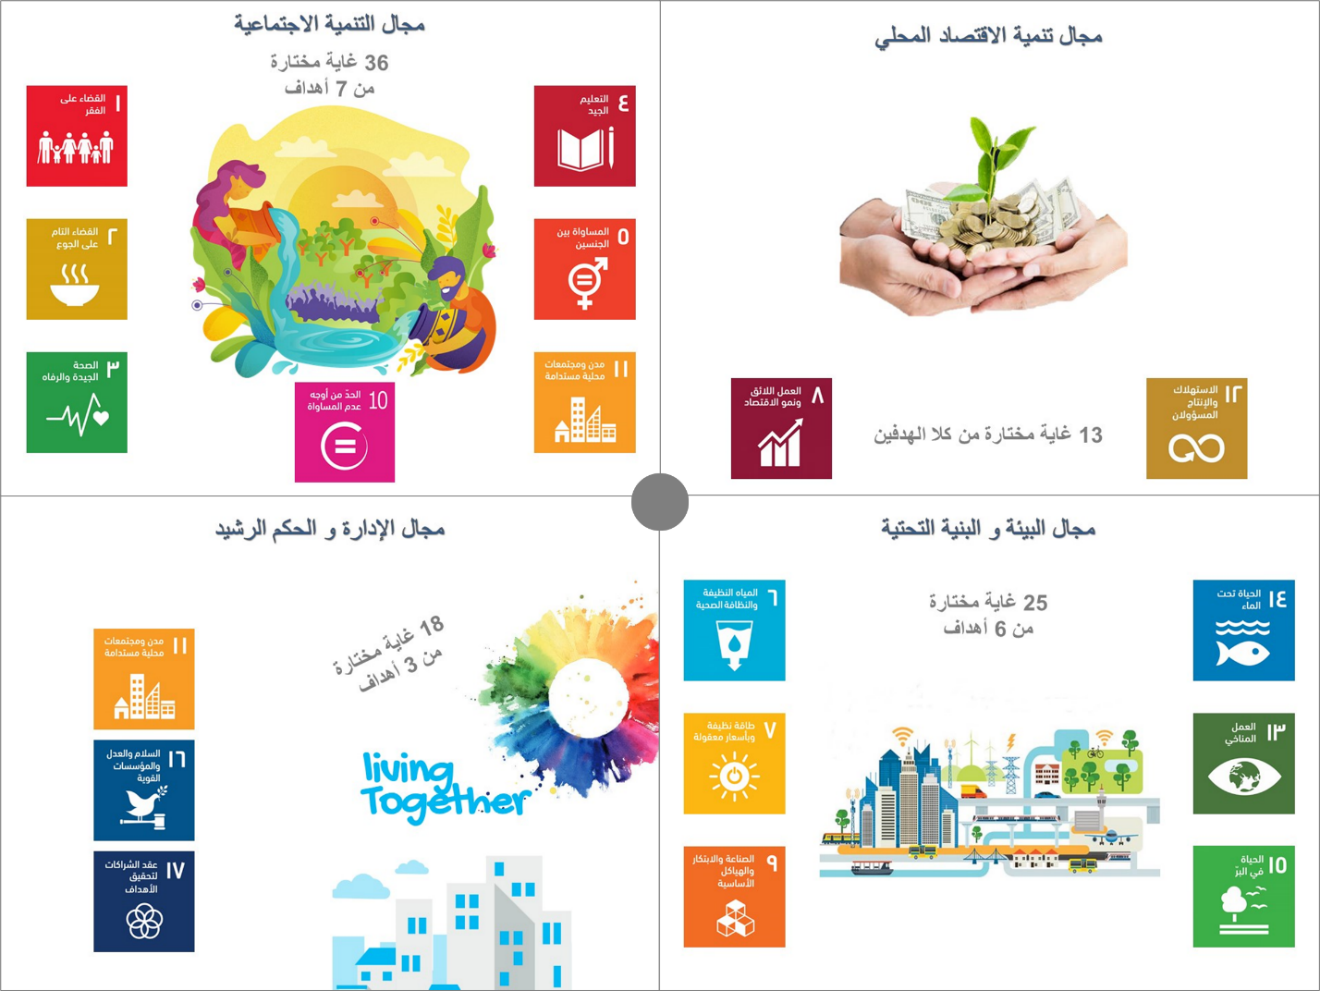 مجال تنمية الاقتصاد المحلي
١٢ الاستهلاك
والإنتاج
المسؤولان
13 غاية مختارة من كلا الهدفين
٨ العمل اللائق
ونمو الاقتصاد
مجال التنمية الاجتماعية
36 غاية مختارة
من 7 أهداف
٤ التعليم
الجيد
٥ المساواة بين
الجنسين
١١ مدن ومجتمعات
محلية مستدامة
١ القضاء على
الفقر
٢ القضاء التام
على الجوع
٣ الصحة
الجيدة والرفاه
10 الحدّ من أوجه
عدم المساواة
مجال البيئة و البنية التحتية
25 غاية مختارة
من 6 أهداف
١٤ الحياة تحت
الماء
١٣ العمل
المناخي
١٥ الحياة
في البرّ
٦ المياه النظيفة
والنظافة الصحية
٧ طاقة نظيفة
وبأسعار معقولة
٩ الصناعة والابتكار
والهياكل
الأساسية
مجال الإدارة و الحكم الرشيد
18 غاية مختارة
من 3 أهداف
living
Together
١١ مدن ومجتمعات
محلية مستدامة
١٦ السلام والعدل
والمؤسسات
القوية
١٧ عقد الشراكات
لتحقيق
الأهداف